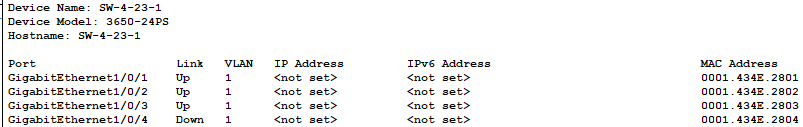 Device Name: SW-4-23-1
Device Model: 3650-24PS
Hostname: SW-4-23-1
Port Link VLAN IP Address IPv6 Address MAC Address
GigabitEthernet1/0/1 Up 1 <not set> <not set> 0001.434E.2801
GigabitEthernet1/0/2 Up 1 <not set> <not set> 0001.434E.2802
GigabitEthernet1/0/3 Up 1 <not set> <not set> 0001.434E.2803
GigabitEthernet1/0/4 Down 1 <not set> <not set> 0001.434E.2804